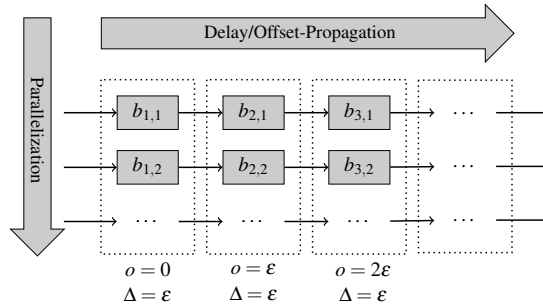 Delay/Offset-Propagation
Parallelization
b1,1 b2,1 b3,1 ...
b1,2 b2,2 b3,2 ...
... ... ... ...
o = 0 o = ε o = 2ε
Δ = ε Δ = ε Δ = ε